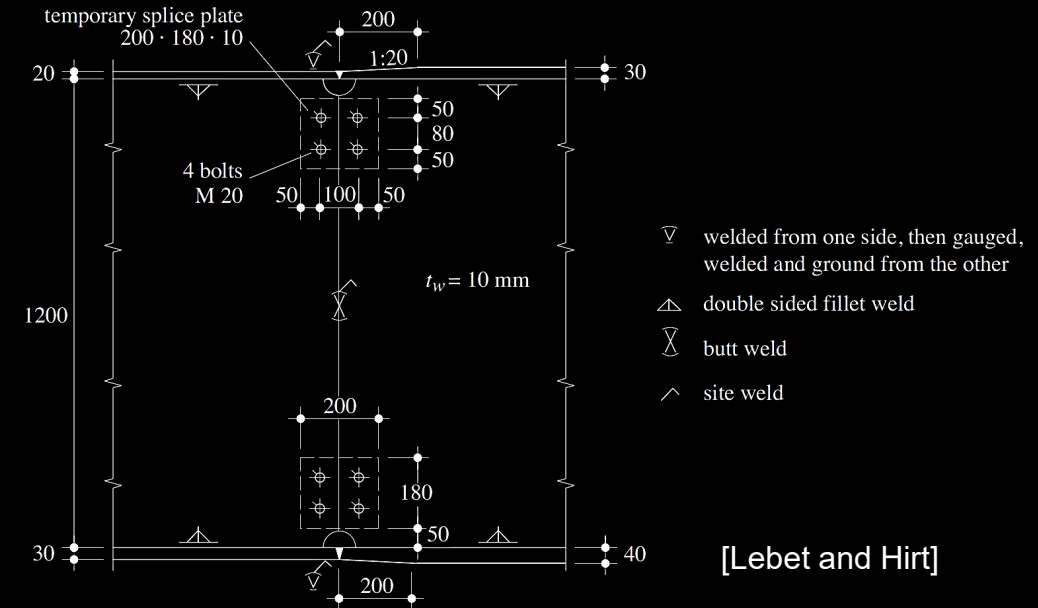 temporary splice plate
200 · 180 · 10
200
1:20
20
30
50
80
50
4 bolts
M 20
50
100
50
t_w = 10 mm
1200
200
180
50
30
40
200
welded from one side, then gauged,
welded and ground from the other
double sided fillet weld
butt weld
site weld
[Lebet and Hirt]